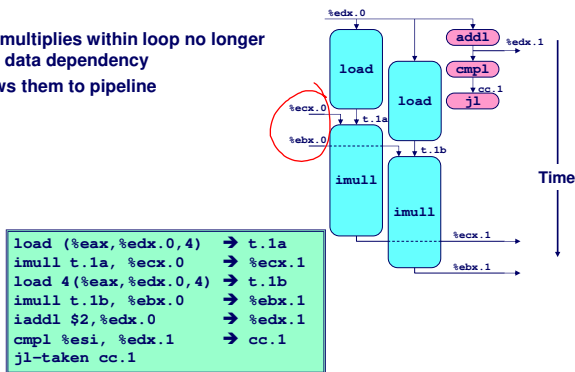 multiplies within loop no longer
data dependency
ws them to pipeline
%edx.0
addl
%edx.1
load
cmpl
load
cc.1
jl
%ecx.0
t.1a
%ebx.0
t.1b
imull
Time
imull
%ecx.1
%ebx.1
load (%eax,%edx.0,4) ➔ t.1a
imull t.1a, %ecx.0 ➔ %ecx.1
load 4(%eax,%edx.0,4) ➔ t.1b
imull t.1b, %ebx.0 ➔ %ebx.1
iaddl $2,%edx.0 ➔ %edx.1
cmpl %esi, %edx.1 ➔ cc.1
jl-taken cc.1